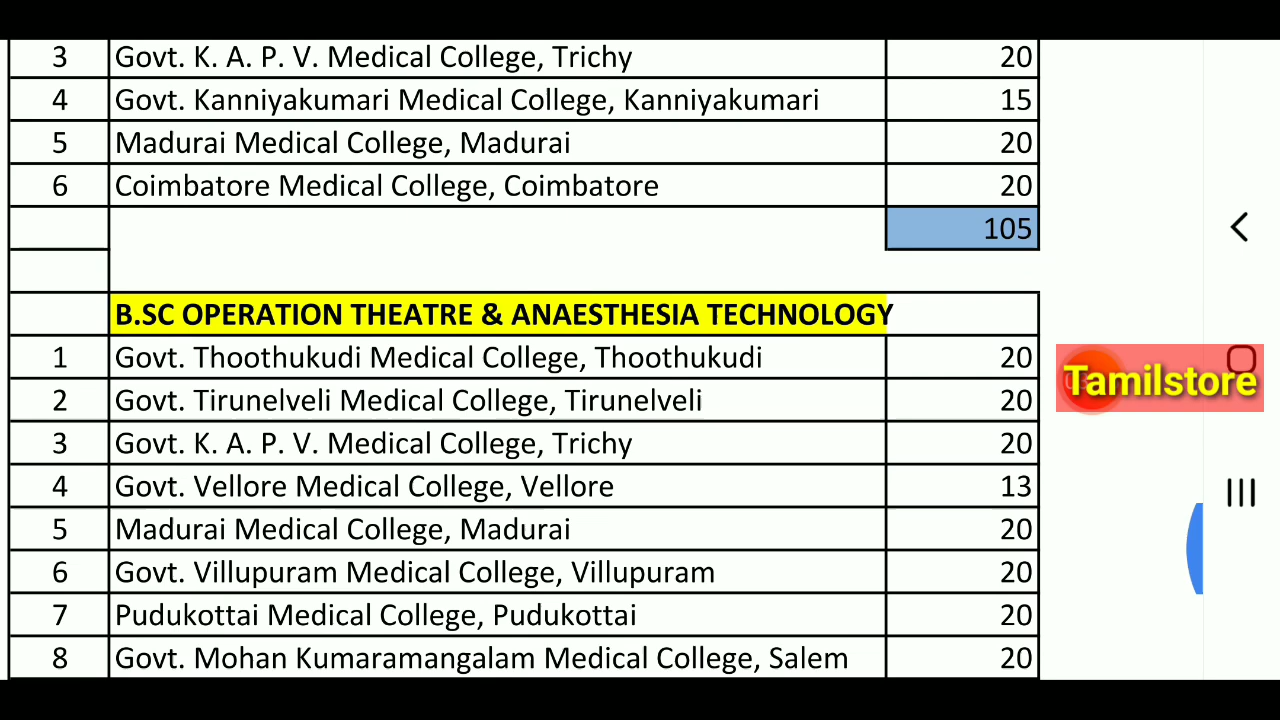 3 Govt. K. A. P. V. Medical College, Trichy 20
4 Govt. Kanniyakumari Medical College, Kanniyakumari 15
5 Madurai Medical College, Madurai 20
6 Coimbatore Medical College, Coimbatore 20
105
B.SC OPERATION THEATRE & ANAESTHESIA TECHNOLOGY
1 Govt. Thoothukudi Medical College, Thoothukudi 20
2 Govt. Tirunelveli Medical College, Tirunelveli 20
3 Govt. K. A. P. V. Medical College, Trichy 20
4 Govt. Vellore Medical College, Vellore 13
5 Madurai Medical College, Madurai 20
6 Govt. Villupuram Medical College, Villupuram 20
7 Pudukottai Medical College, Pudukottai 20
8 Govt. Mohan Kumaramangalam Medical College, Salem 20
Tamilstore